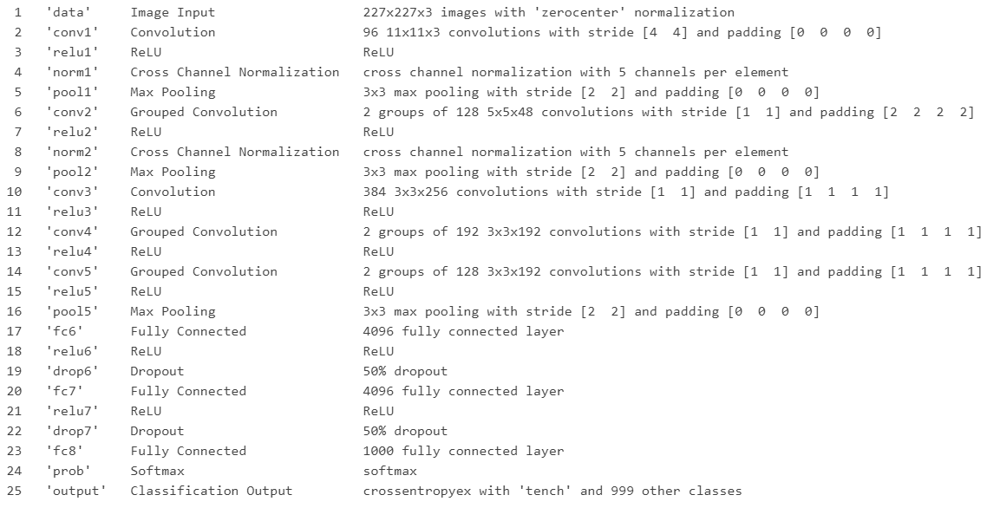 1 'data' Image Input 227x227x3 images with 'zerocenter' normalization
2 'conv1' Convolution 96 11x11x3 convolutions with stride [4 4] and padding [0 0 0 0]
3 'relu1' ReLU ReLU
4 'norm1' Cross Channel Normalization cross channel normalization with 5 channels per element
5 'pool1' Max Pooling 3x3 max pooling with stride [2 2] and padding [0 0 0 0]
6 'conv2' Grouped Convolution 2 groups of 128 5x5x48 convolutions with stride [1 1] and padding [2 2 2 2]
7 'relu2' ReLU ReLU
8 'norm2' Cross Channel Normalization cross channel normalization with 5 channels per element
9 'pool2' Max Pooling 3x3 max pooling with stride [2 2] and padding [0 0 0 0]
10 'conv3' Convolution 384 3x3x256 convolutions with stride [1 1] and padding [1 1 1 1]
11 'relu3' ReLU ReLU
12 'conv4' Grouped Convolution 2 groups of 192 3x3x192 convolutions with stride [1 1] and padding [1 1 1 1]
13 'relu4' ReLU ReLU
14 'conv5' Grouped Convolution 2 groups of 128 3x3x192 convolutions with stride [1 1] and padding [1 1 1 1]
15 'relu5' ReLU ReLU
16 'pool5' Max Pooling 3x3 max pooling with stride [2 2] and padding [0 0 0 0]
17 'fc6' Fully Connected 4096 fully connected layer
18 'relu6' ReLU ReLU
19 'drop6' Dropout 50% dropout
20 'fc7' Fully Connected 4096 fully connected layer
21 'relu7' ReLU ReLU
22 'drop7' Dropout 50% dropout
23 'fc8' Fully Connected 1000 fully connected layer
24 'prob' Softmax softmax
25 'output' Classification Output crossentropyex with 'tench' and 999 other classes